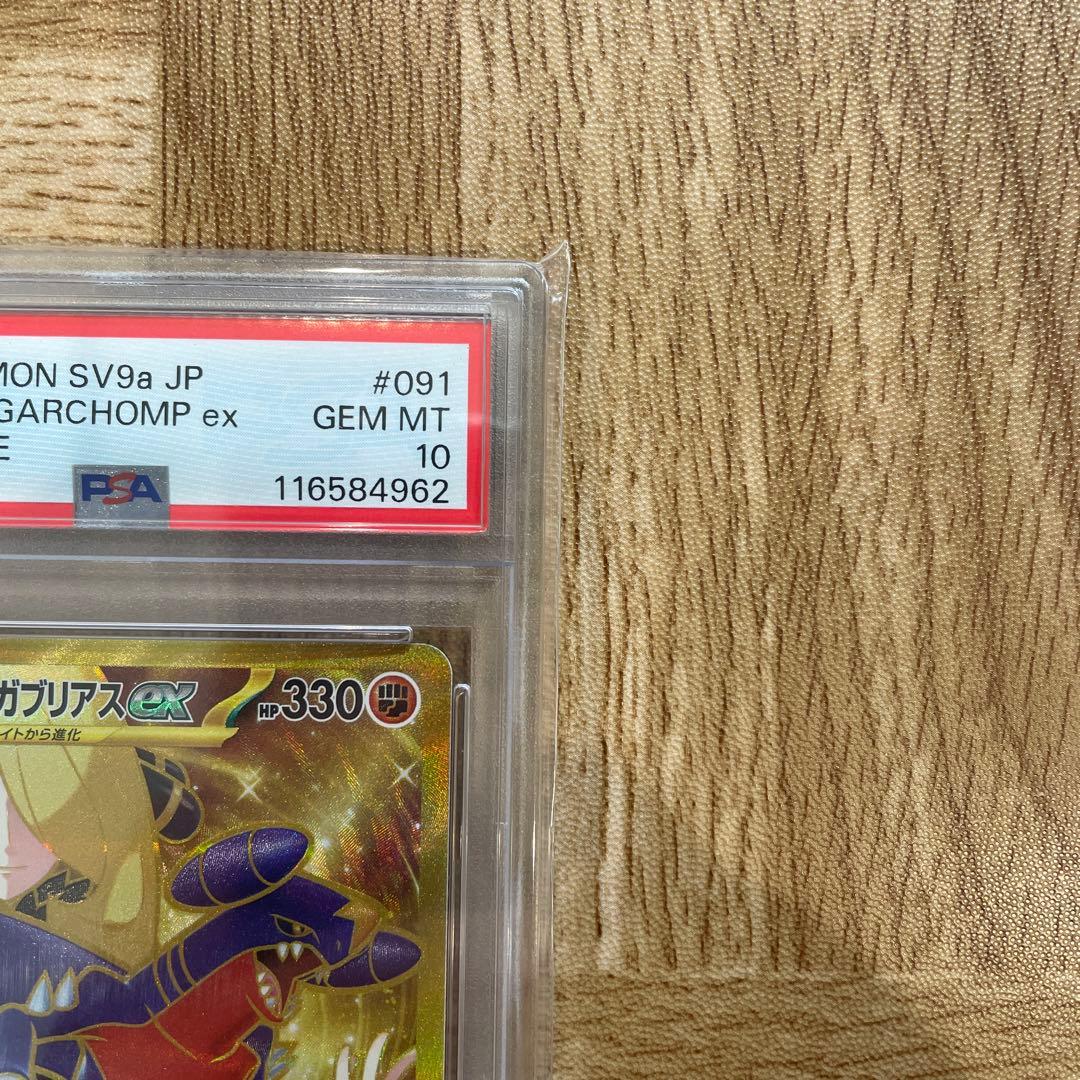 MON SV9a JP #091
GARCHOMP ex GEM MT
E 10
PSA 116584962
ガブリアスex HP330
イトから進化